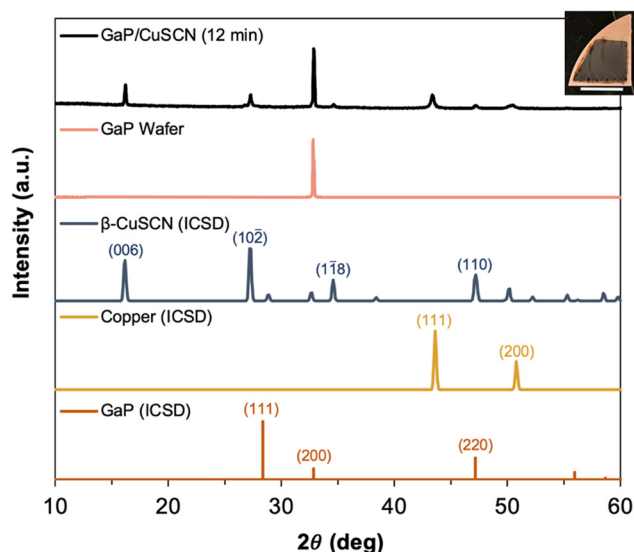 GaP/CuSCN (12 min)
GaP Wafer
β-CuSCN (ICSD)
(006)
(102̄)
(11̄8)
(110)
Copper (ICSD)
(111)
(200)
GaP (ICSD)
(111)
(200)
(220)
Intensity (a.u.)
10 20 30 40 50 60
2θ (deg)